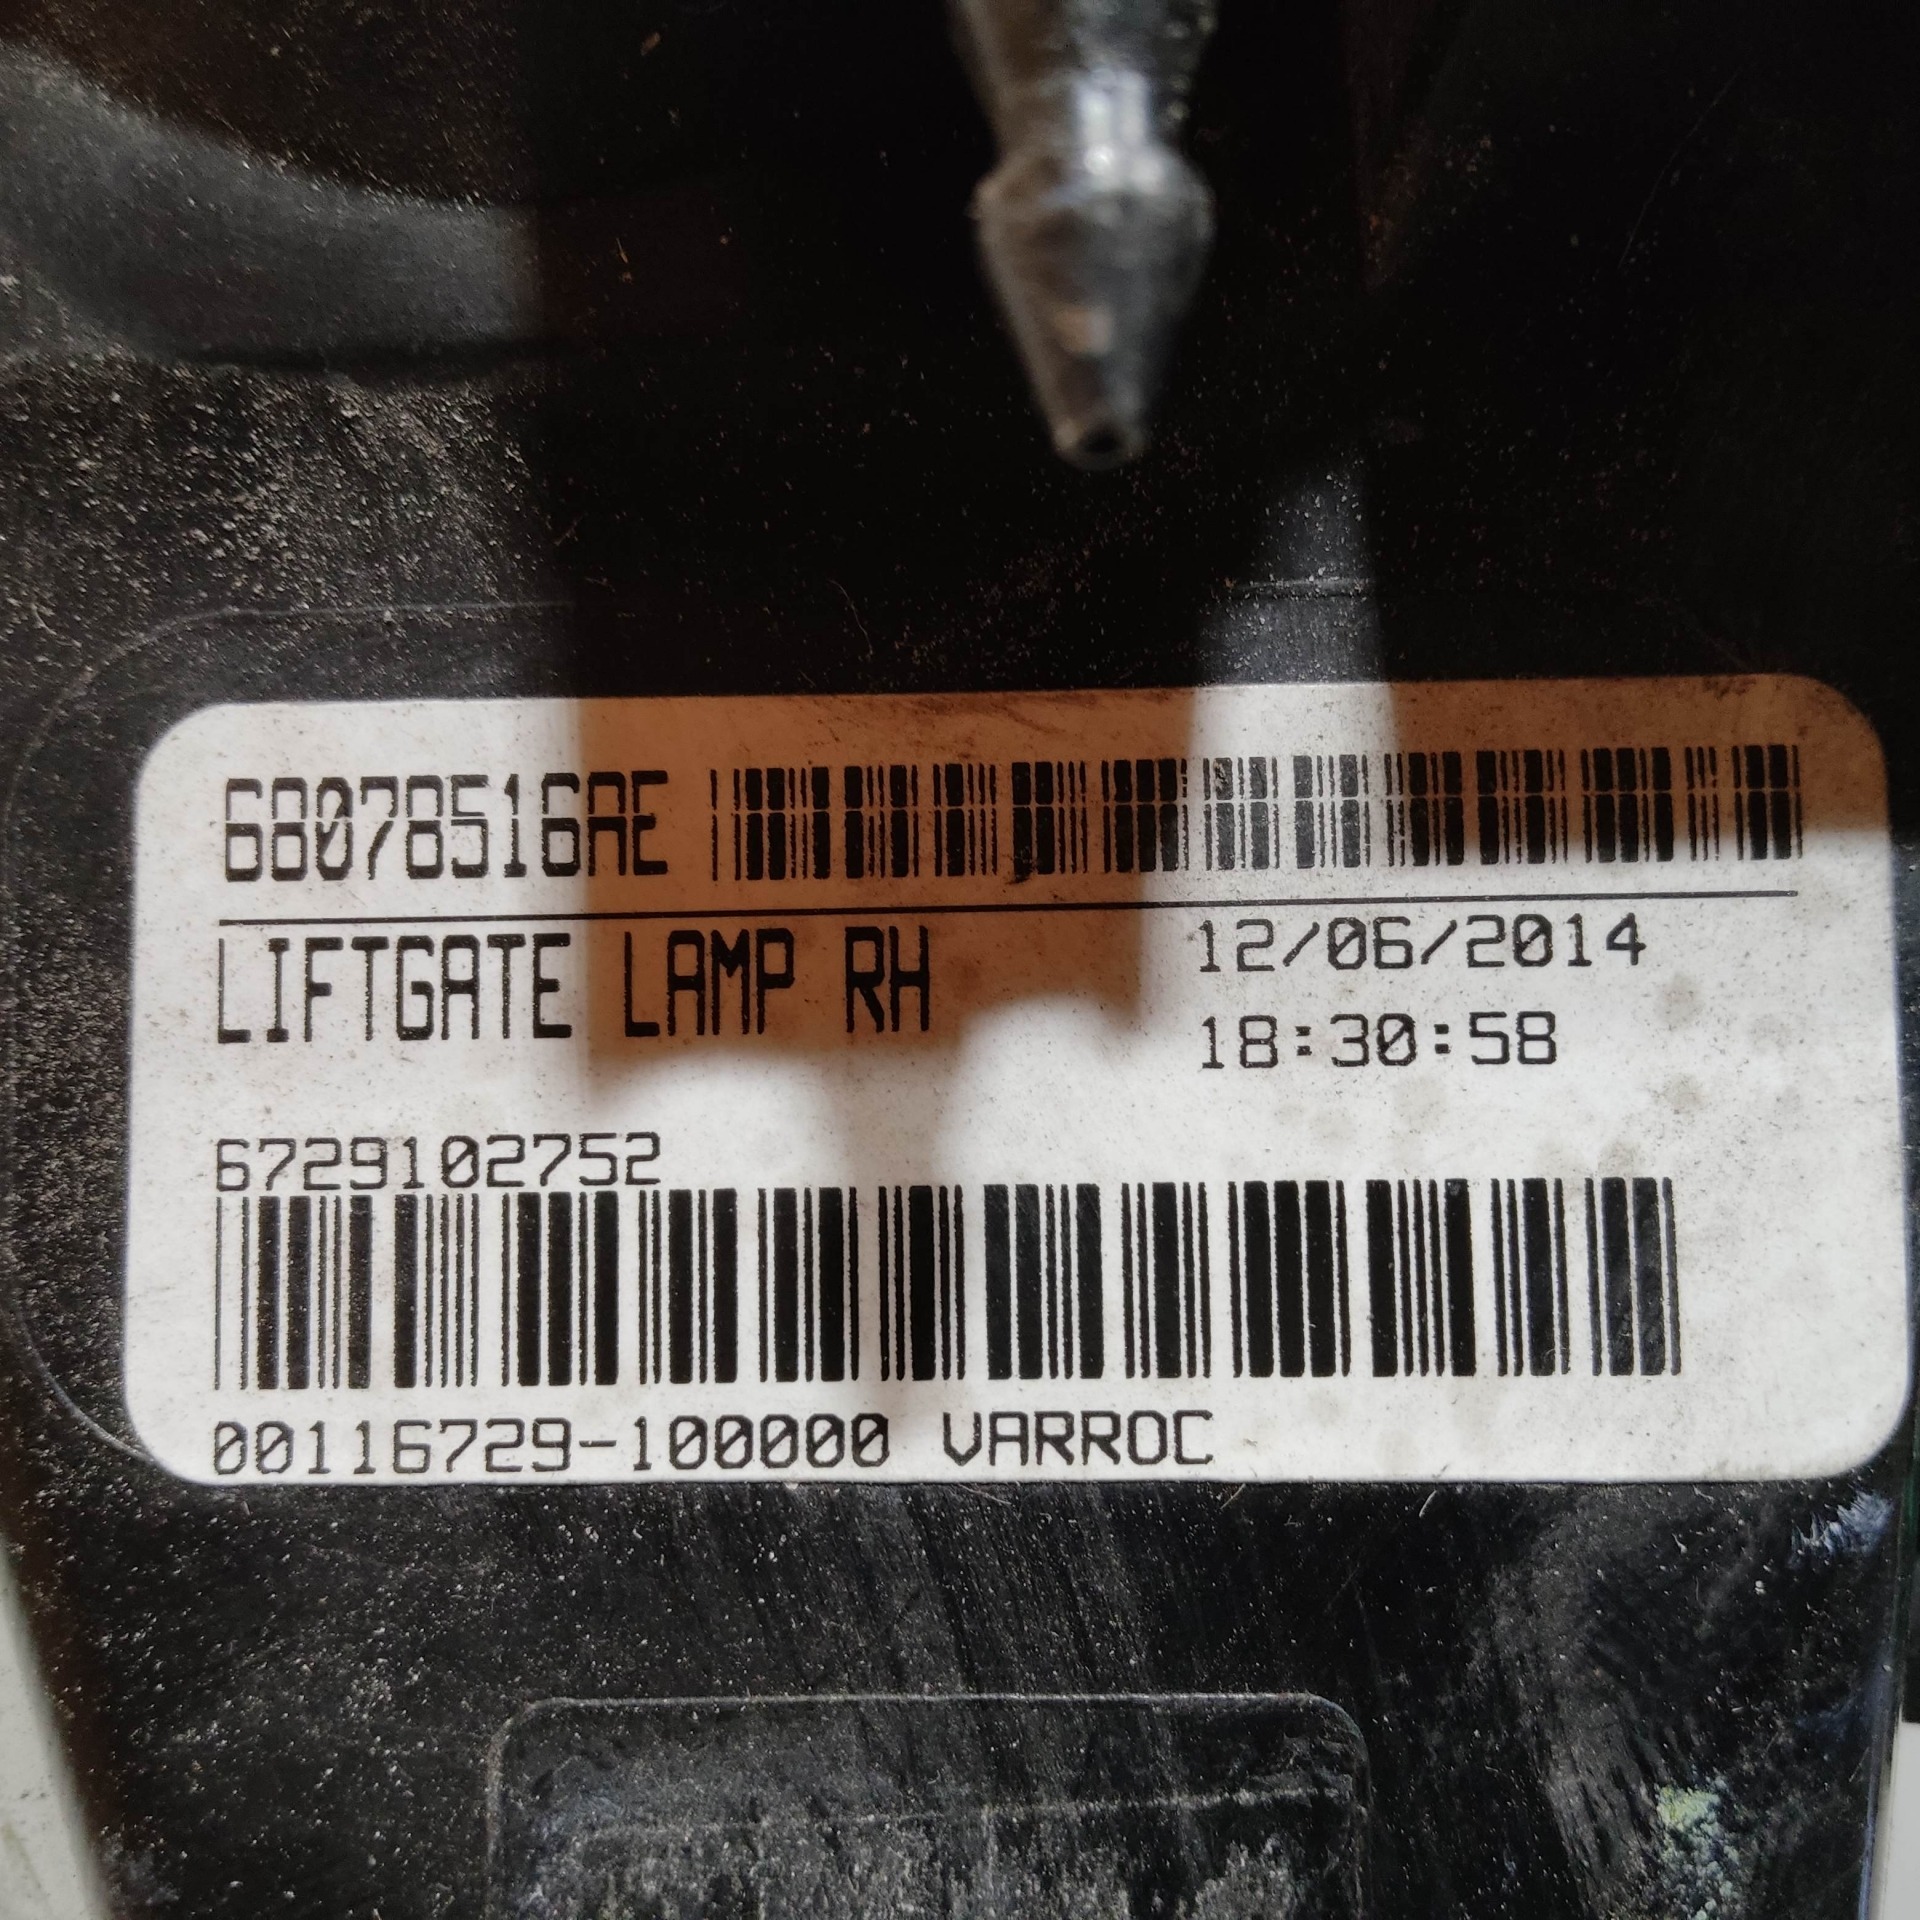 68078516AE
LIFTGATE LAMP RH
12/06/2014
18:30:58
6729102752
00116729-100000 VARROC